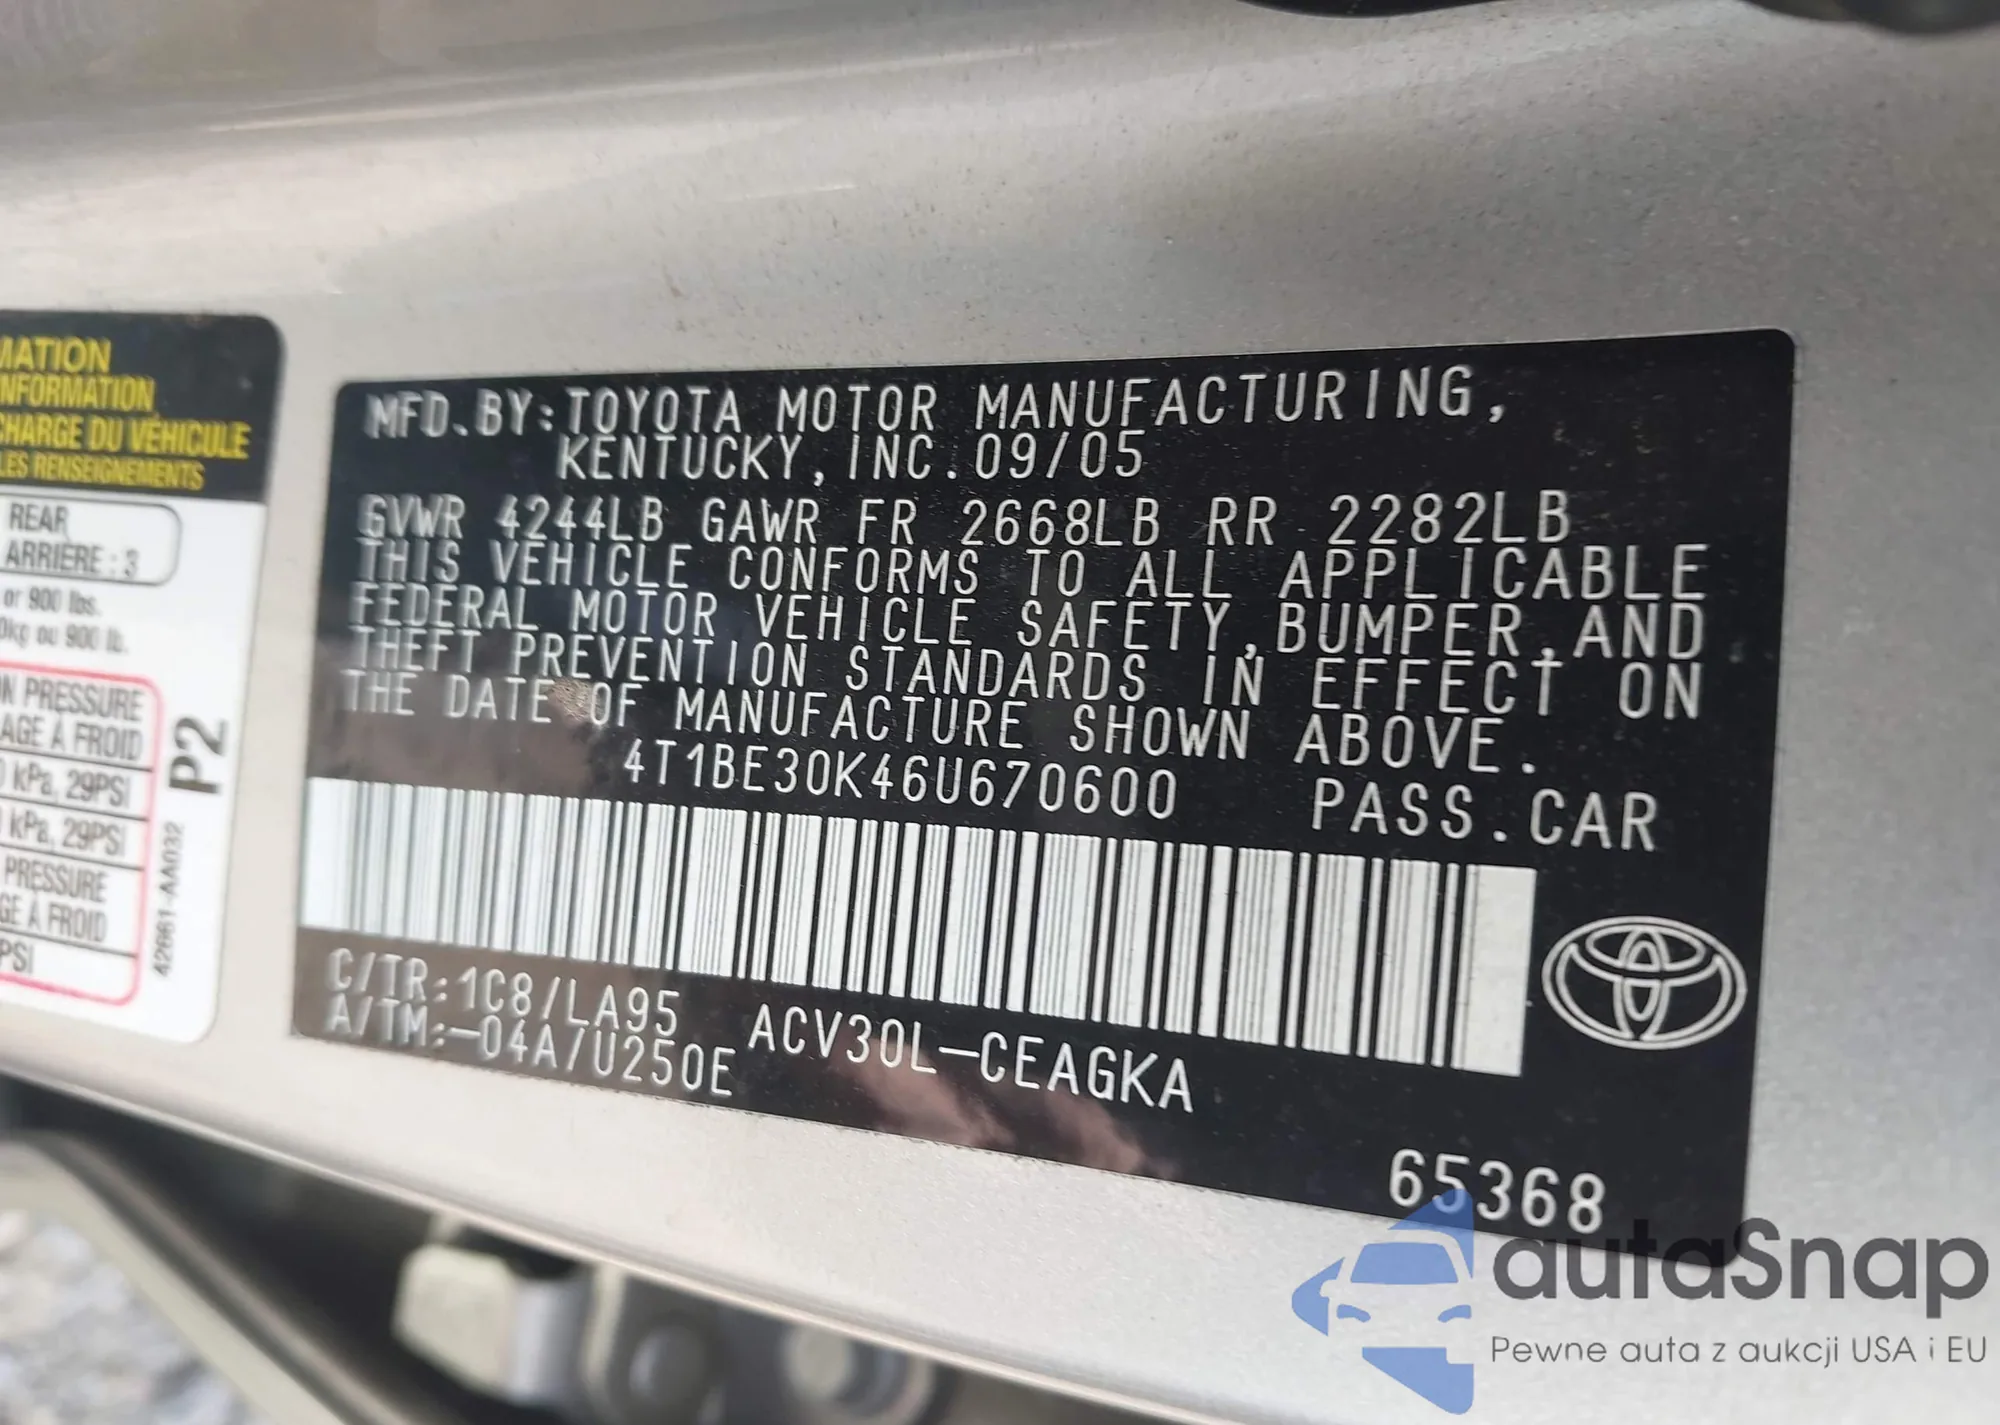 MATION
NFORMATION
CHARGE DU VÉHICULE
LES RENSEIGNEMENTS
REAR
ARRIÈRE : 3
or 900 lbs.
0kg ou 900 lb.
ON PRESSURE
AGE À FROID
0 kPa, 29PSI
0 kPa, 29PSI
PRESSURE
GE À FROID
PSI
P2
42661-AA032
MFD.BY:TOYOTA MOTOR MANUFACTURING,
KENTUCKY, INC. 09/05
GVWR 4244LB GAWR FR 2668LB RR 2282LB
THIS VEHICLE CONFORMS TO ALL APPLICABLE
FEDERAL MOTOR VEHICLE SAFETY,BUMPER,AND
THEFT PREVENTION STANDARDS IN EFFECT ON
THE DATE OF MANUFACTURE SHOWN ABOVE.
4T1BE30K46U670600 PASS.CAR
C/TR:1C8/LA95 ACV30L-CEAGKA
A/TM:-04A/U250E
65368
autaSnap
Pewne auta z aukcji USA i EU